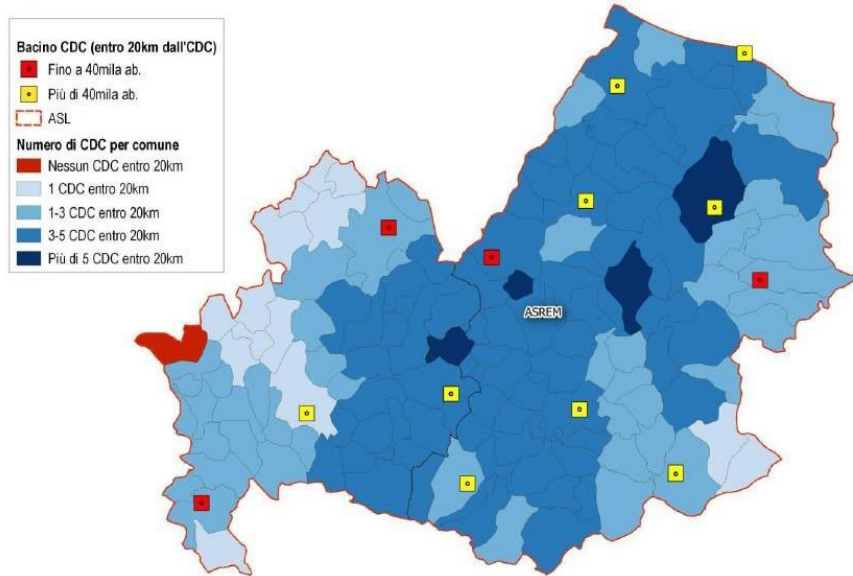 Bacino CDC (entro 20km dall'CDC)
Fino a 40mila ab.
Più di 40mila ab.
ASL
Numero di CDC per comune
Nessun CDC entro 20km
1 CDC entro 20km
1-3 CDC entro 20km
3-5 CDC entro 20km
Più di 5 CDC entro 20km
ASREM